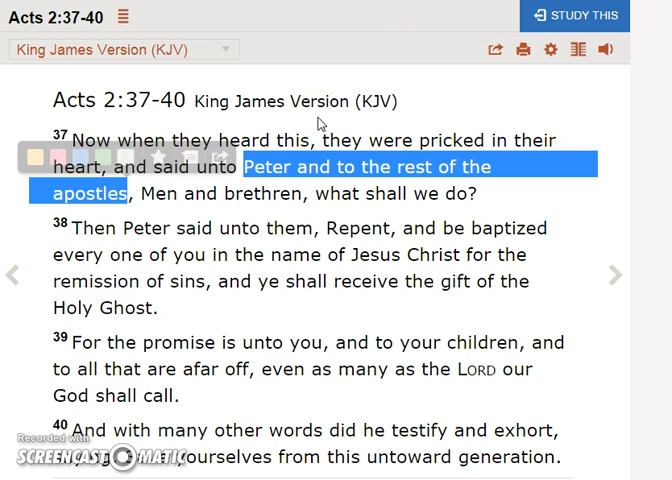 Acts 2:37-40
STUDY THIS
King James Version (KJV)
Acts 2:37-40 King James Version (KJV)
37 Now when they heard this, they were pricked in their
heart, and said unto Peter and to the rest of the
apostles, Men and brethren, what shall we do?
38 Then Peter said unto them, Repent, and be baptized
every one of you in the name of Jesus Christ for the
remission of sins, and ye shall receive the gift of the
Holy Ghost.
39 For the promise is unto you, and to your children, and
to all that are afar off, even as many as the LORD our
God shall call.
40 And with many other words did he testify and exhort,
yourselves from this untoward generation.
Recorded with
SCREENCAST-O-MATIC